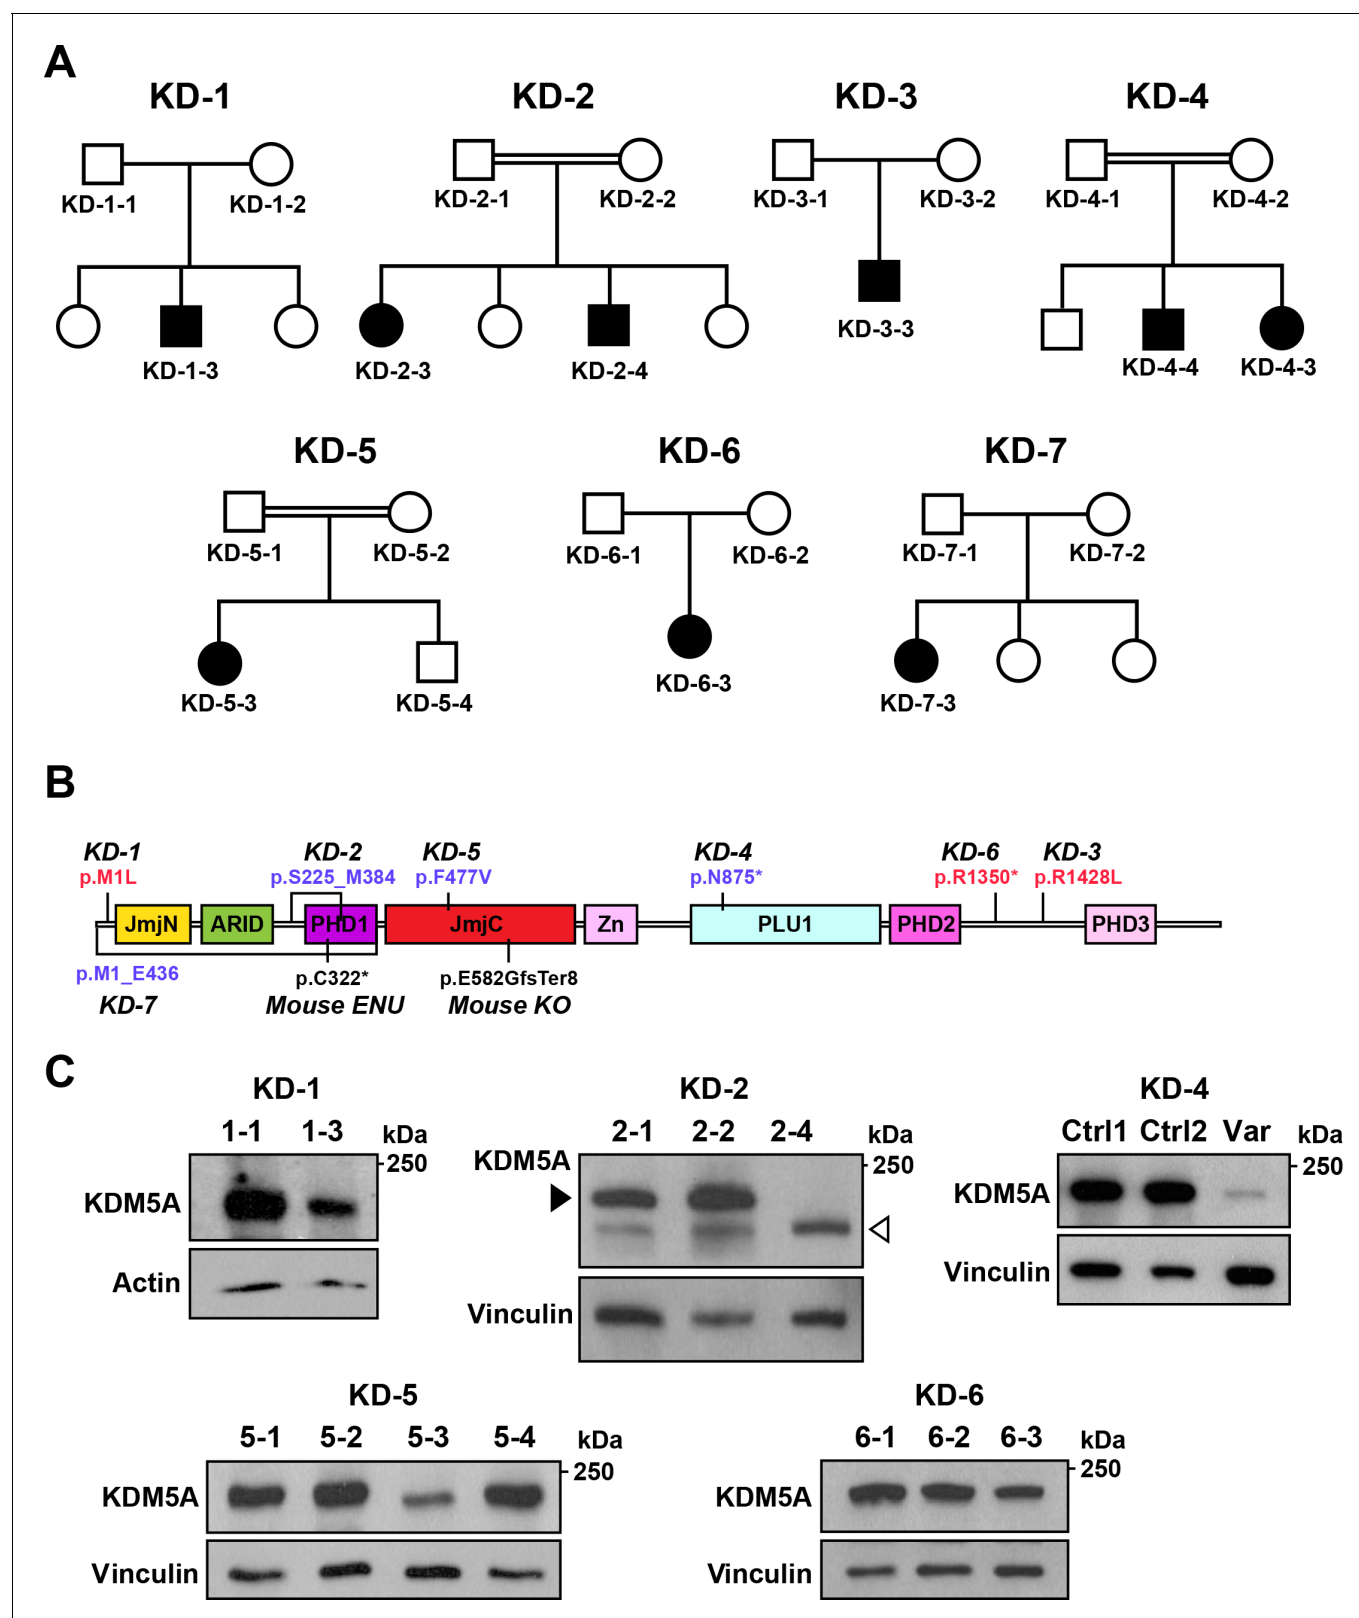 A
KD-1 KD-2 KD-3 KD-4
KD-1-1 KD-1-2 KD-2-1 KD-2-2 KD-3-1 KD-3-2 KD-4-1 KD-4-2
KD-1-3 KD-2-3 KD-2-4 KD-3-3 KD-4-4 KD-4-3
KD-5 KD-6 KD-7
KD-5-1 KD-5-2 KD-6-1 KD-6-2 KD-7-1 KD-7-2
KD-5-3 KD-5-4 KD-6-3 KD-7-3
B
KD-1 KD-2 KD-5 KD-4 KD-6 KD-3
p.M1L p.S225_M384 p.F477V p.N875* p.R1350* p.R1428L
JmjN ARID PHD1 JmjC Zn PLU1 PHD2 PHD3
p.M1_E436 p.C322* p.E582GfsTer8
KD-7 Mouse ENU Mouse KO
C
KD-1 KD-2 KD-4
1-1 1-3 kDa 2-1 2-2 2-4 kDa Ctrl1 Ctrl2 Var kDa
250 KDM5A 250 250
KDM5A KDM5A
Actin Vinculin Vinculin
KD-5 KD-6
5-1 5-2 5-3 5-4 kDa 6-1 6-2 6-3 kDa
250 250
KDM5A KDM5A
Vinculin Vinculin